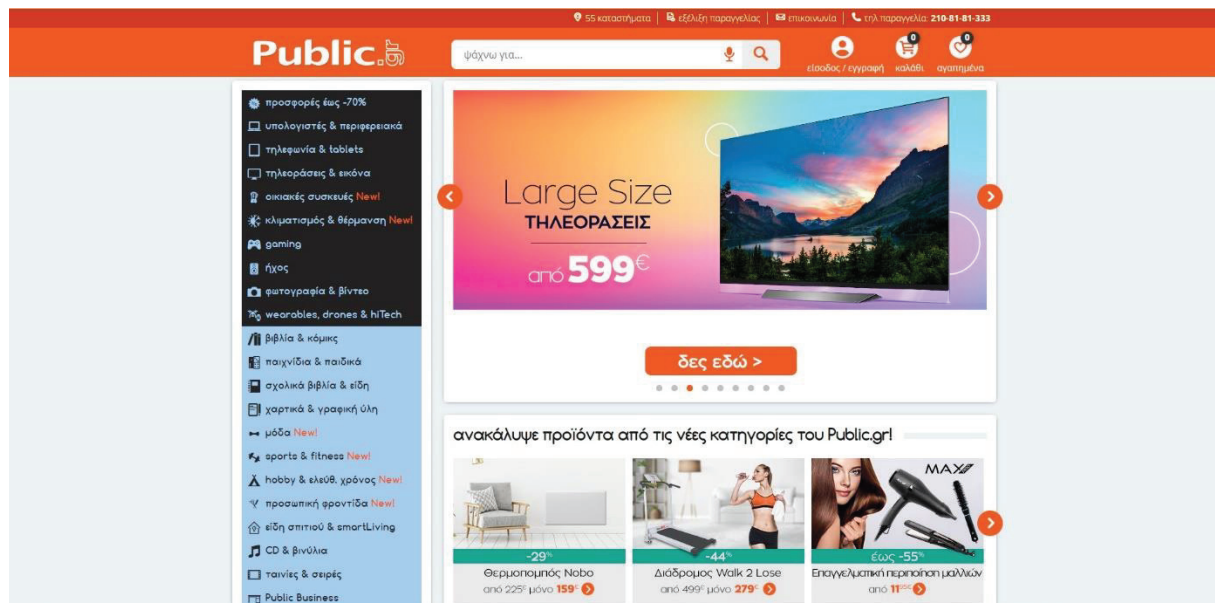 55 καταστήματα | εξέλιξη παραγγελίας | επικοινωνία | τηλ παραγγελία: 210-81-81-333
Public.
ψάχνω για...
είσοδος / εγγραφή
0
καλάθι
0
αγαπημένα
προσφορές έως -70%
υπολογιστές & περιφερειακά
τηλεφωνία & tablets
τηλεοράσεις & εικόνα
οικιακές συσκευές New!
κλιματισμός & θέρμανση New!
gaming
ήχος
φωτογραφία & βίντεο
wearables, drones & hiTech
βιβλία & κόμικς
παιχνίδια & παιδικά
σχολικά βιβλία & είδη
χαρτικά & γραφική ύλη
μόδα New!
sports & fitness New!
hobby & ελεύθ. χρόνος New!
προσωπική φροντίδα New!
είδη σπιτιού & smartLiving
CD & βινύλια
ταινίες & σειρές
Public Business
Large Size
ΤΗΛΕΟΡΑΣΕΙΣ
από 599€
δες εδώ >
ανακάλυψε προϊόντα από τις νέες κατηγορίες του Public.gr!
-29%
Θερμοπομπός Nobo
από 225€ μόνο 159€
-44%
Διάδρομος Walk 2 Lose
από 499€ μόνο 279€
MAX
έως -55%
Επαγγελματική περιποίηση μαλλιών
από 11